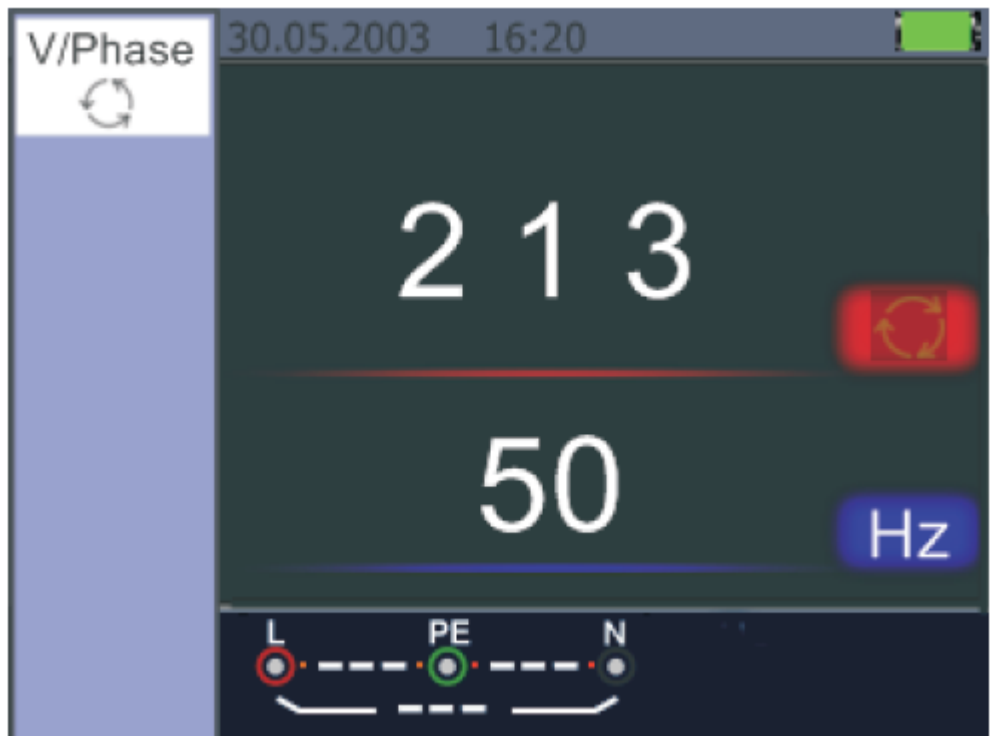 V/Phase
30.05.2003 16:20
2 1 3
50
Hz
L PE N
--- ---
---